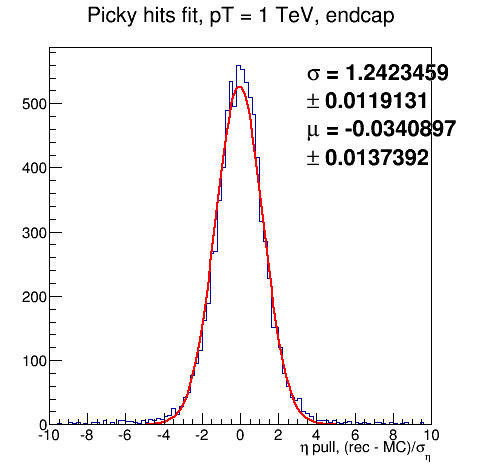 Picky hits fit, pT = 1 TeV, endcap
σ = 1.2423459
± 0.0119131
μ = -0.0340897
± 0.0137392
500
400
300
200
100
0
-10 -8 -6 -4 -2 0 2 4 6 8 10
η pull, (rec - MC)/σ_η